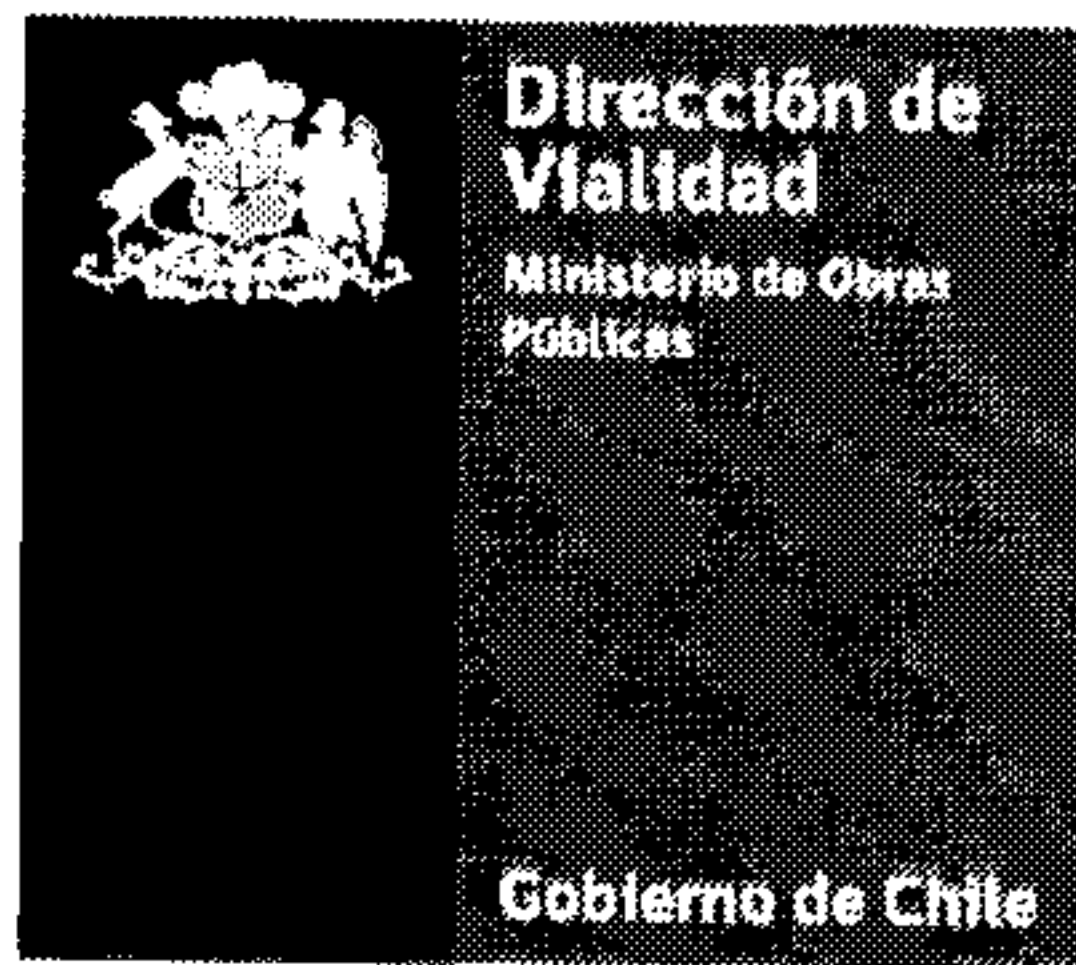 Dirección de
Vialidad
Ministerio de Obras
Públicas
Gobierno de Chile